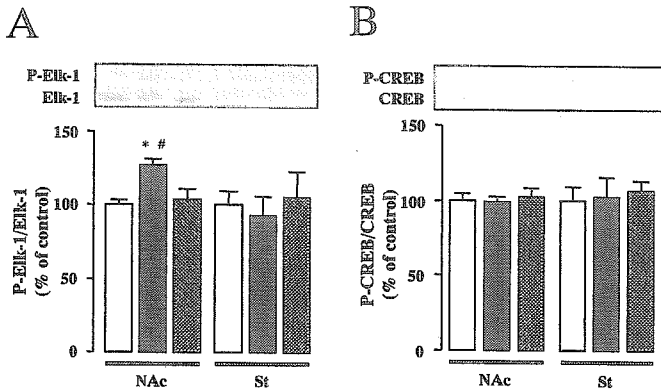 A
P-Elk-1
Elk-1
P-Elk-1/Elk-1
(% of control)
150
100
50
0
* #
NAc
St
B
P-CREB
CREB
P-CREB/CREB
(% of control)
150
100
50
0
NAc
St